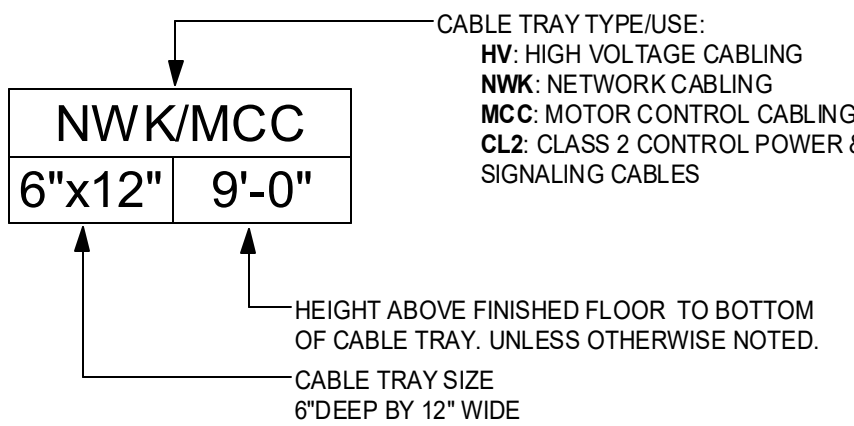 CABLE TRAY TYPE/USE:
HV: HIGH VOLTAGE CABLING
NWK: NETWORK CABLING
MCC: MOTOR CONTROL CABLING
CL2: CLASS 2 CONTROL POWER &
SIGNALING CABLES
NWK/MCC
6"x12" 9'-0"
HEIGHT ABOVE FINISHED FLOOR TO BOTTOM
OF CABLE TRAY. UNLESS OTHERWISE NOTED.
CABLE TRAY SIZE
6"DEEP BY 12" WIDE